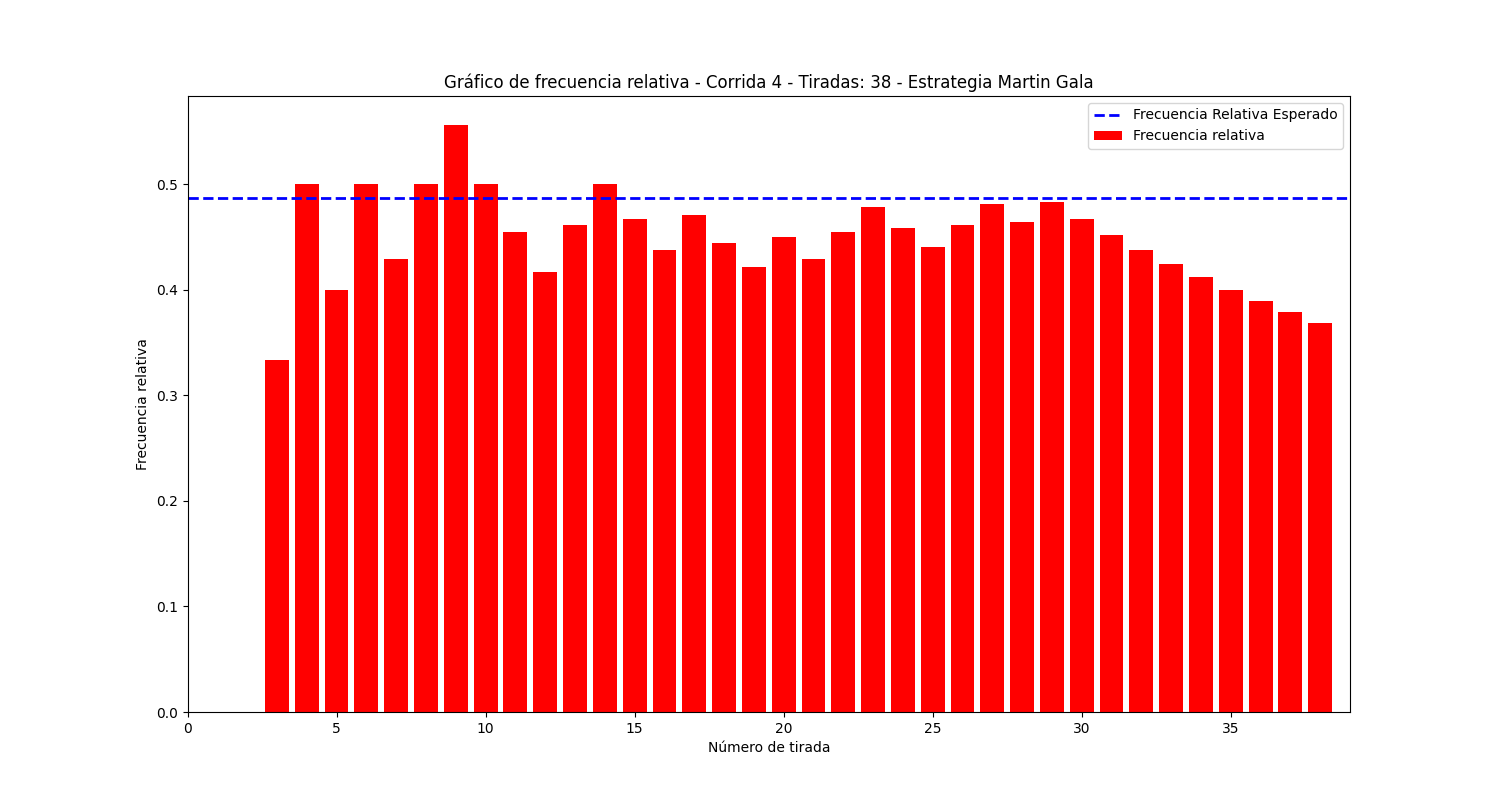 Gráfico de frecuencia relativa - Corrida 4 - Tiradas: 38 - Estrategia Martin Gala
Frecuencia Relativa Esperado
Frecuencia relativa
Frecuencia relativa
0.5
0.4
0.3
0.2
0.1
0.0
0 5 10 15 20 25 30 35
Número de tirada